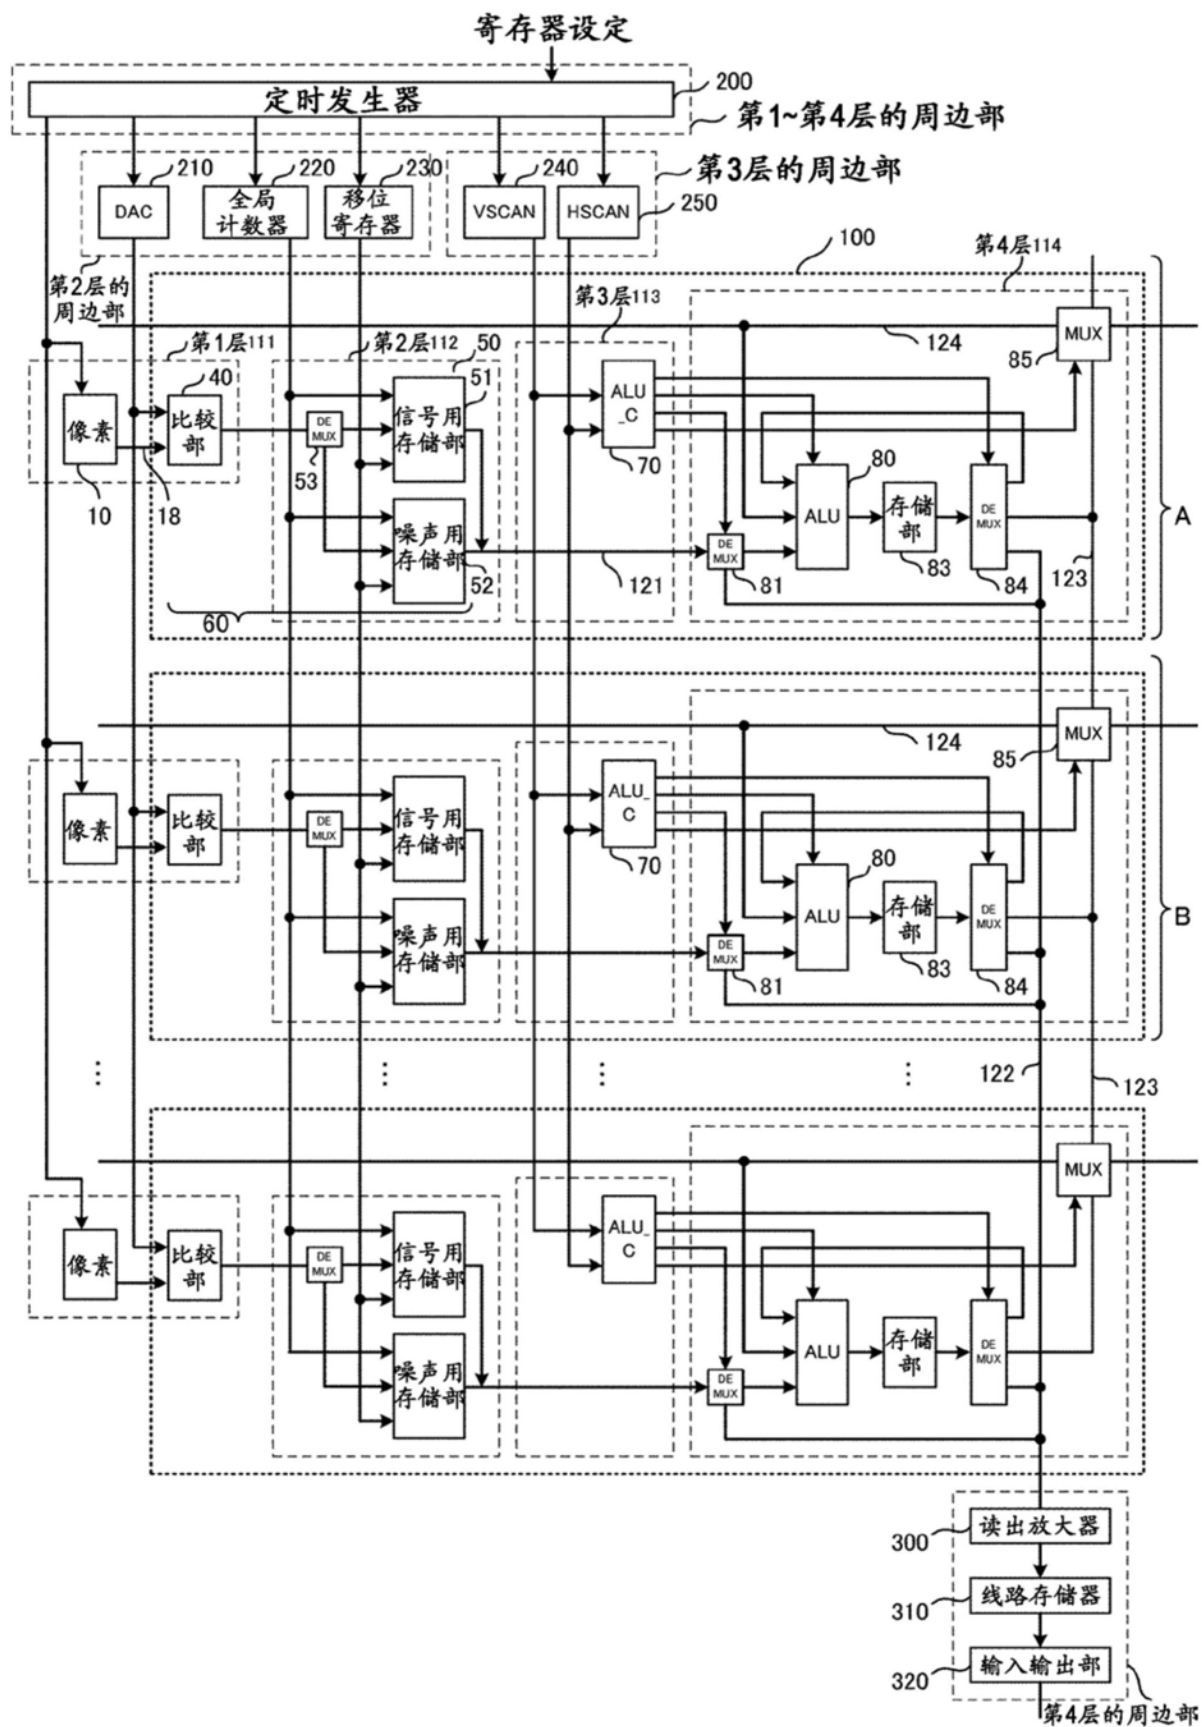 寄存器设定
200
定时发生器
第1~第4层的周边部
210
220
230
240
第3层的周边部
DAC
全局
计数器
移位
寄存器
VSCAN
HSCAN
250
第2层的
周边部
100
第4层114
第3层113
第1层111
第2层112
50
124
MUX
85
40
51
像素
比较
部
DE
MUX
53
信号用
存储部
ALU
_C
70
10
18
80
ALU
存储
部
DE
MUX
A
噪声用
存储部
52
DE
MUX
121
81
83
84
123
60
124
MUX
85
像素
比较
部
DE
MUX
信号用
存储部
ALU_
C
70
80
噪声用
存储部
DE
MUX
ALU
存储
部
DE
MUX
B
81
83
84
⋮
⋮
⋮
⋮
122
123
MUX
像素
比较
部
DE
MUX
信号用
存储部
ALU_
C
噪声用
存储部
DE
MUX
ALU
存储
部
DE
MUX
300
读出放大器
310
线路存储器
320
输入输出部
第4层的周边部